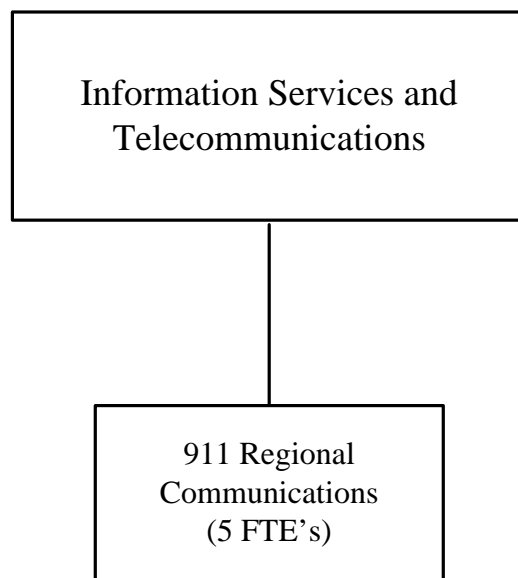 Information Services and
Telecommunications
911 Regional
Communications
(5 FTE’s)